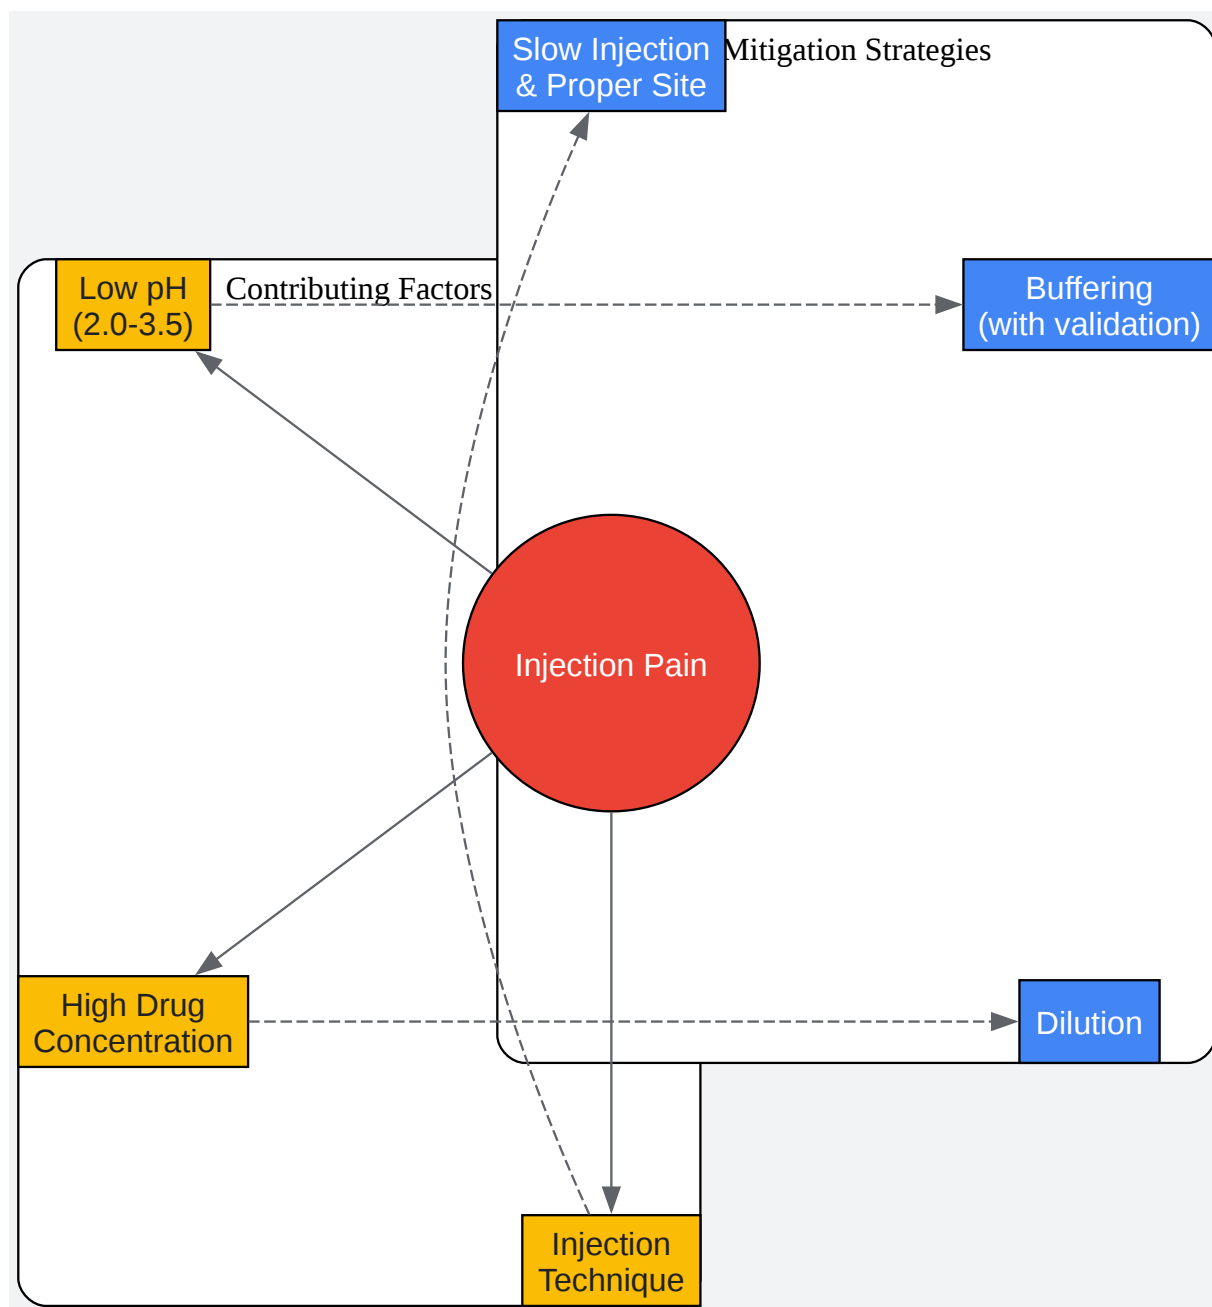 Slow Injection
& Proper Site
Mitigation Strategies
Low pH
(2.0-3.5)
Contributing Factors
Buffering
(with validation)
Injection Pain
High Drug
Concentration
Dilution
Injection
Technique